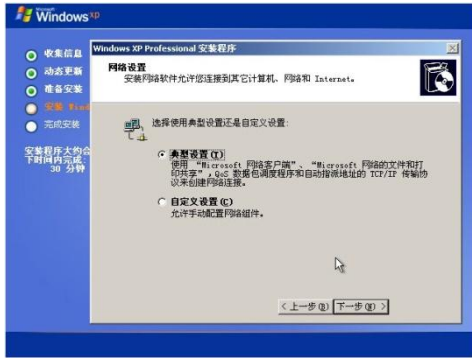 Microsoft
Windows xp
收集信息
动态更新
准备安装
安装 Wind
完成安装
安装程序大约会
下时间内完成:
30 分钟
Windows XP Professional 安装程序
网络设置
安装网络软件允许您连接到其它计算机、网络和 Internet。
选择使用典型设置还是自定义设置:
典型设置(T)
使用 “Microsoft 网络客户端”、“Microsoft 网络的文件和打
印共享”，QoS 数据包调度程序和自动指派地址的 TCP/IP 传输协
议来创建网络连接。
自定义设置(C)
允许手动配置网络组件。
< 上一步(B)
下一步(N) >